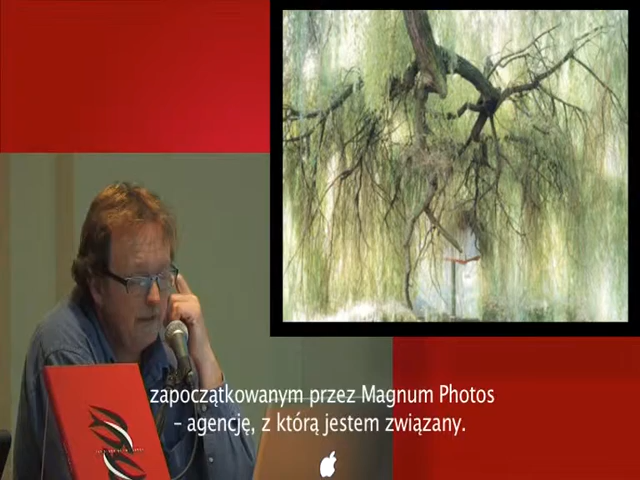 zapoczątkowanym przez Magnum Photos
– agencję, z którą jestem związany.